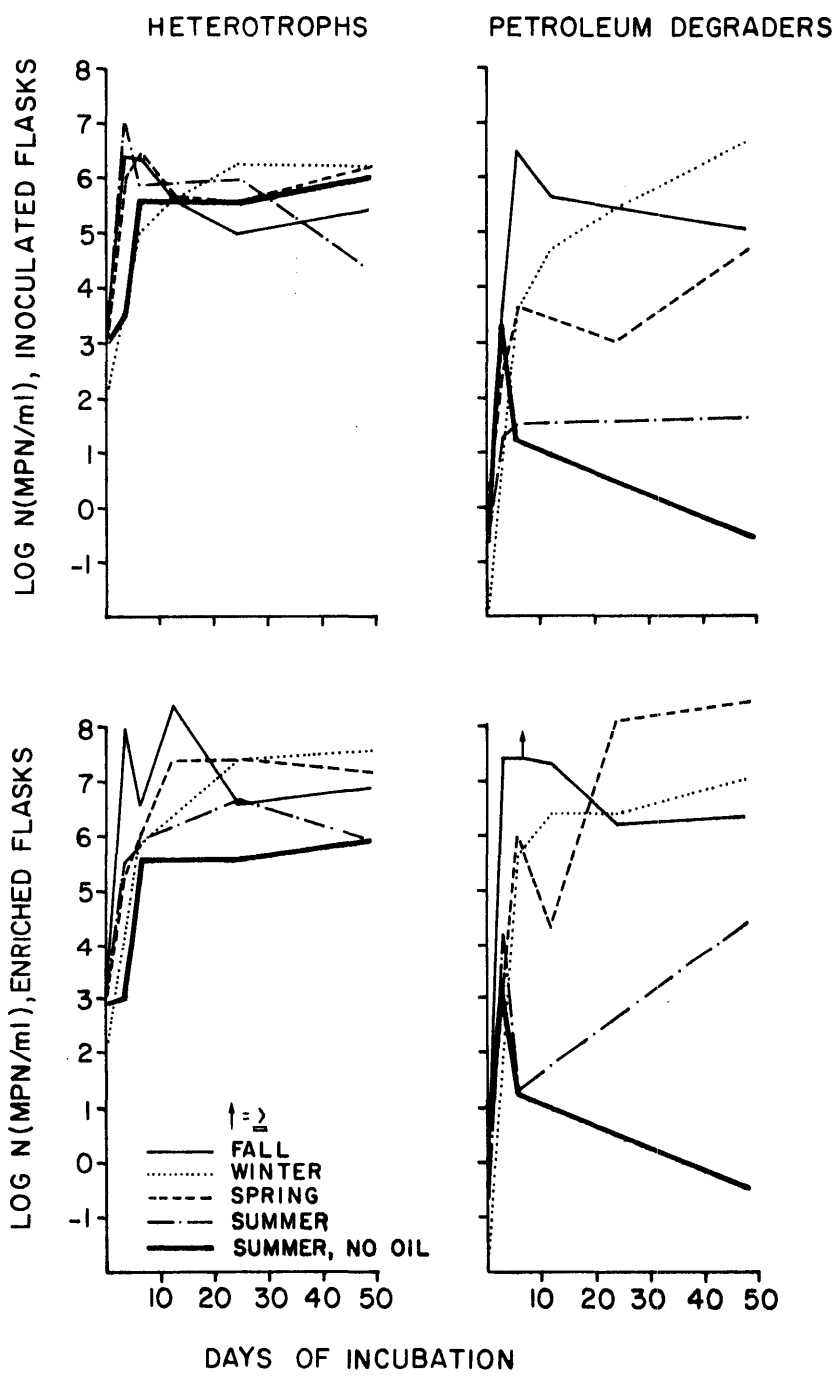 HETEROTROPHS
PETROLEUM DEGRADERS
LOG N(MPN/ml), INOCULATED FLASKS
8
7
6
5
4
3
2
1
0
-1
LOG N(MPN/ml), ENRICHED FLASKS
8
7
6
5
4
3
2
1
0
-1
↑ = ≥
FALL
WINTER
SPRING
SUMMER
SUMMER, NO OIL
10 20 30 40 50
10 20 30 40 50
DAYS OF INCUBATION